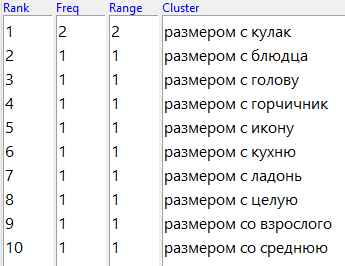 Rank Freq Range Cluster
1 2 2 размером с кулак
2 1 1 размером с блюдца
3 1 1 размером с голову
4 1 1 размером с горчичник
5 1 1 размером с икону
6 1 1 размером с кухню
7 1 1 размером с ладонь
8 1 1 размером с целую
9 1 1 размером со взрослого
10 1 1 размером со среднюю